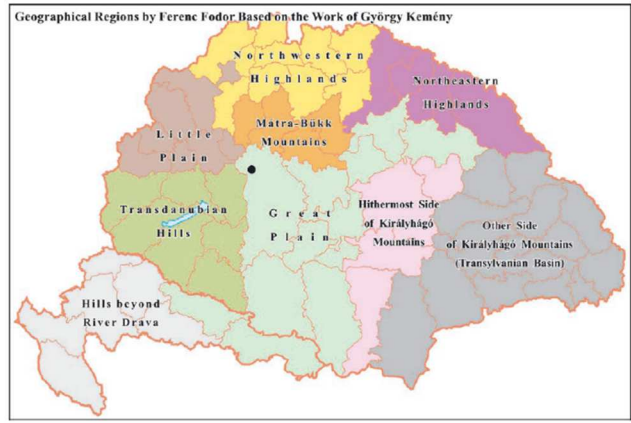 Geographical Regions by Ferenc Fodor Based on the Work of György Kemény
Northwestern
Highlands
Northeastern
Highlands
Mátra-Bükk
Mountains
Little
Plain
Transdanubian
Hills
Great
Plain
Hithermost Side
of Királyhágó
Mountains
Other Side
of Királyhágó Mountains
(Transylvanian Basin)
Hills beyond
River Drava